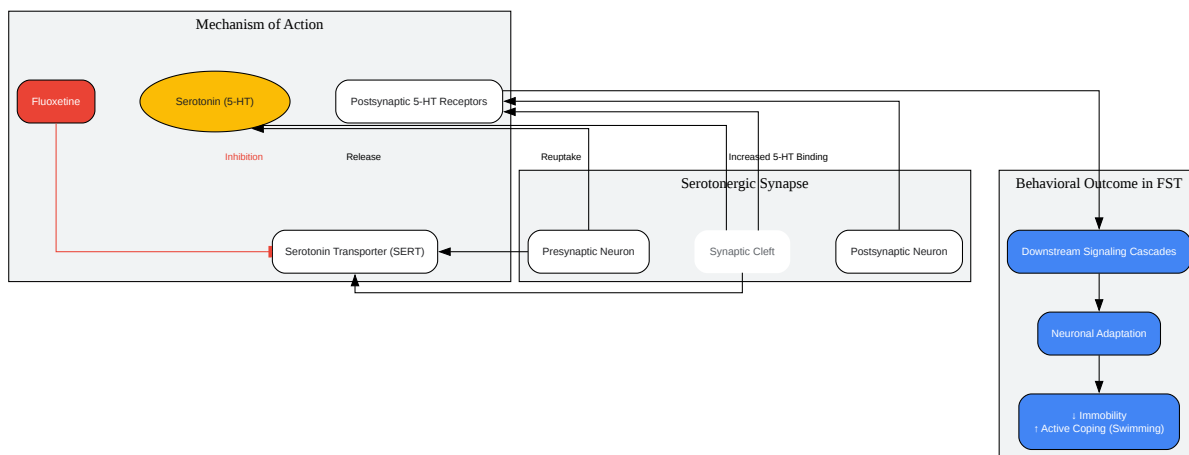 Mechanism of Action
Fluoxetine
Serotonin (5-HT)
Postsynaptic 5-HT Receptors
Inhibition
Release
Reuptake
Increased 5-HT Binding
Serotonergic Synapse
Behavioral Outcome in FST
Serotonin Transporter (SERT)
Presynaptic Neuron
Synaptic Cleft
Postsynaptic Neuron
Downstream Signaling Cascades
Neuronal Adaptation
↓ Immobility
↑ Active Coping (Swimming)